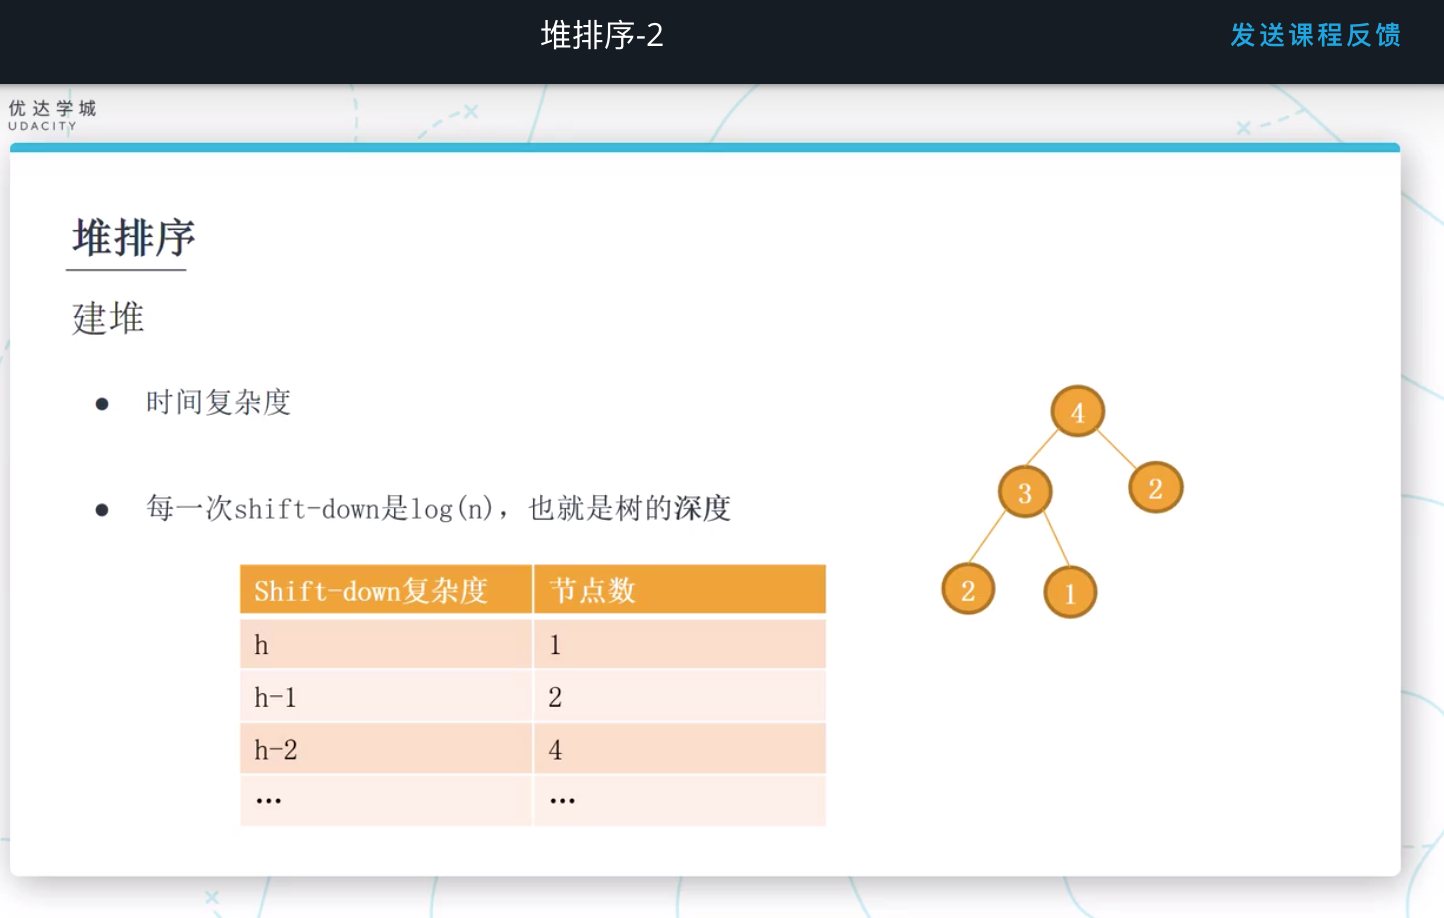 堆排序-2
发送课程反馈
优达学城
UDACITY
堆排序
建堆
● 时间复杂度
● 每一次shift-down是log(n)，也就是树的深度
Shift-down复杂度 节点数
h 1
h-1 2
h-2 4
… …
4
3 2
2 1